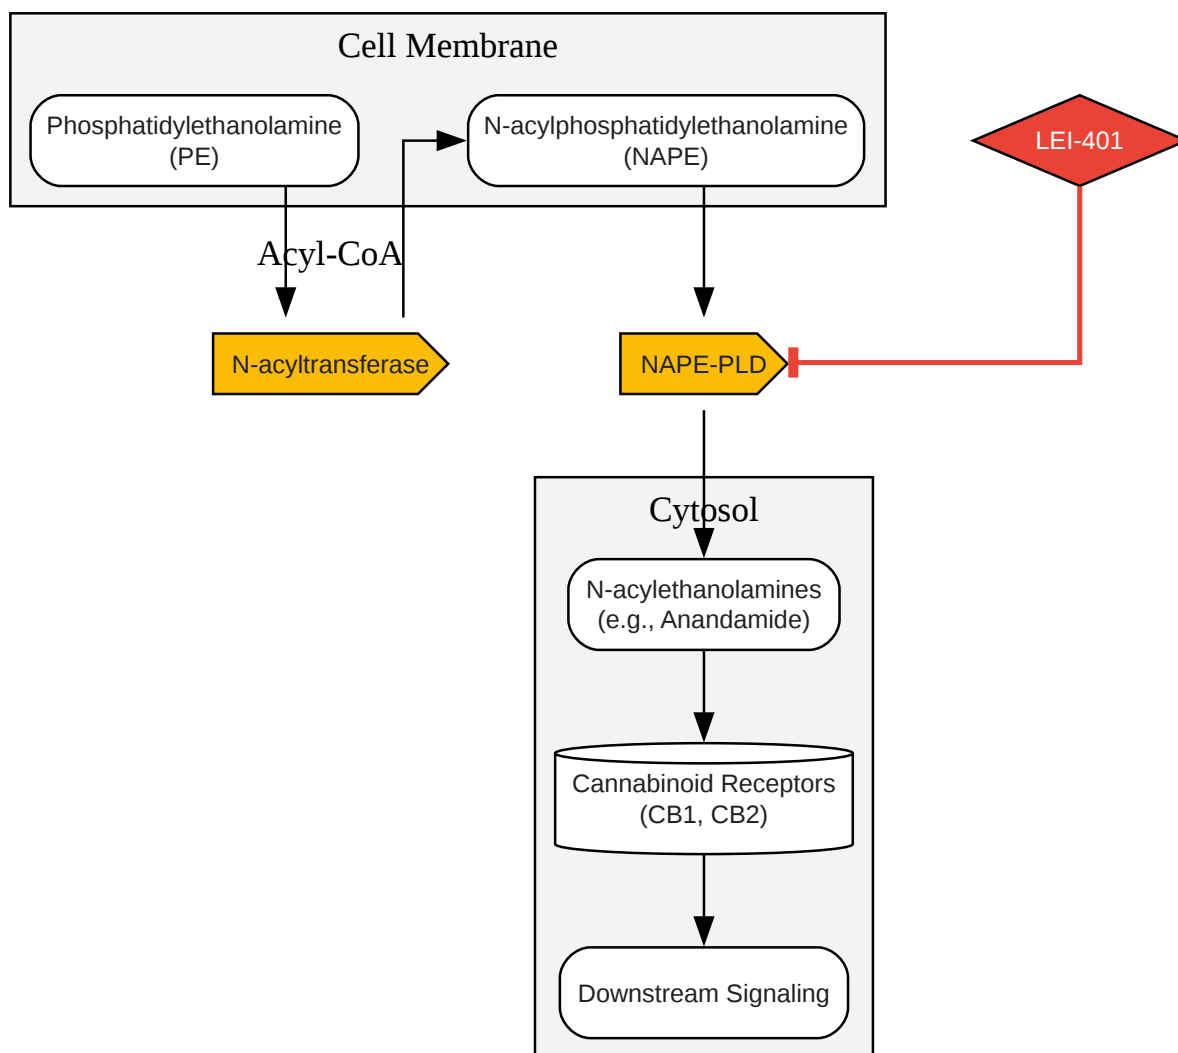 Cell Membrane
Phosphatidylethanolamine
(PE)
N-acylphosphatidylethanolamine
(NAPE)
LEI-401
Acyl-CoA
N-acyltransferase
NAPE-PLD
Cytosol
N-acylethanolamines
(e.g., Anandamide)
Cannabinoid Receptors
(CB1, CB2)
Downstream Signaling